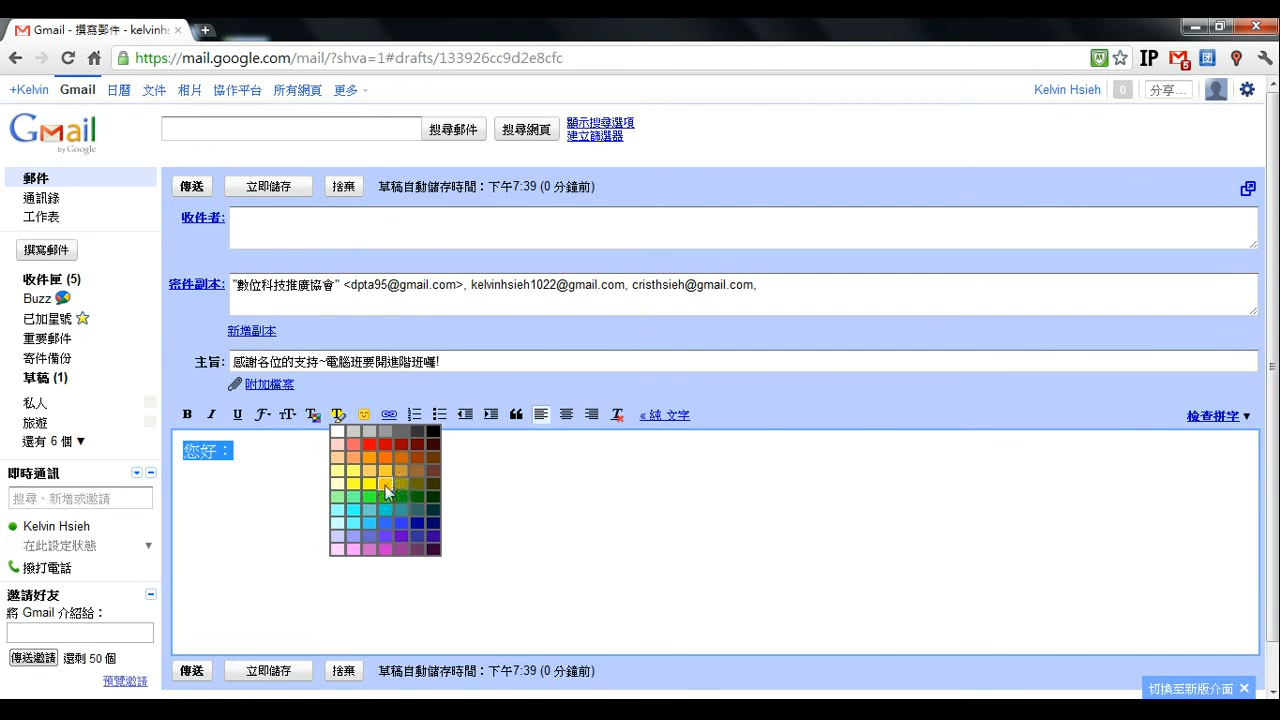 Gmail - 撰寫郵件 - kelvinhs
https://mail.google.com/mail/?shva=1#drafts/133926cc9d2e8cfc
IP
5
+Kelvin Gmail 日曆 文件 相片 協作平台 所有網頁 更多
Kelvin Hsieh 0 分享...
Gmail
by Google
搜尋郵件 搜尋網頁
顯示搜尋選項
建立篩選器
郵件
通訊錄
工作表
撰寫郵件
收件匣 (5)
Buzz
已加星號
重要郵件
寄件備份
草稿 (1)
私人
旅遊
還有 6 個▼
即時通訊
搜尋、新增或邀請
Kelvin Hsieh
在此設定狀態
撥打電話
邀請好友
將 Gmail 介紹給：
傳送邀請 還剩 50 個
預覽邀請
傳送 立即儲存 捨棄 草稿自動儲存時間：下午7:39 (0 分鐘前)
收件者:
密件副本: "數位科技推廣協會" <dpta95@gmail.com>, kelvinhsieh1022@gmail.com, cristhsieh@gmail.com,
新增副本
主旨: 感謝各位的支持~電腦班要開進階班囉!
附加檔案
B I U « 純文字 檢查拼字▼
您好：
傳送 立即儲存 捨棄 草稿自動儲存時間：下午7:39 (0 分鐘前)
切換至新版介面